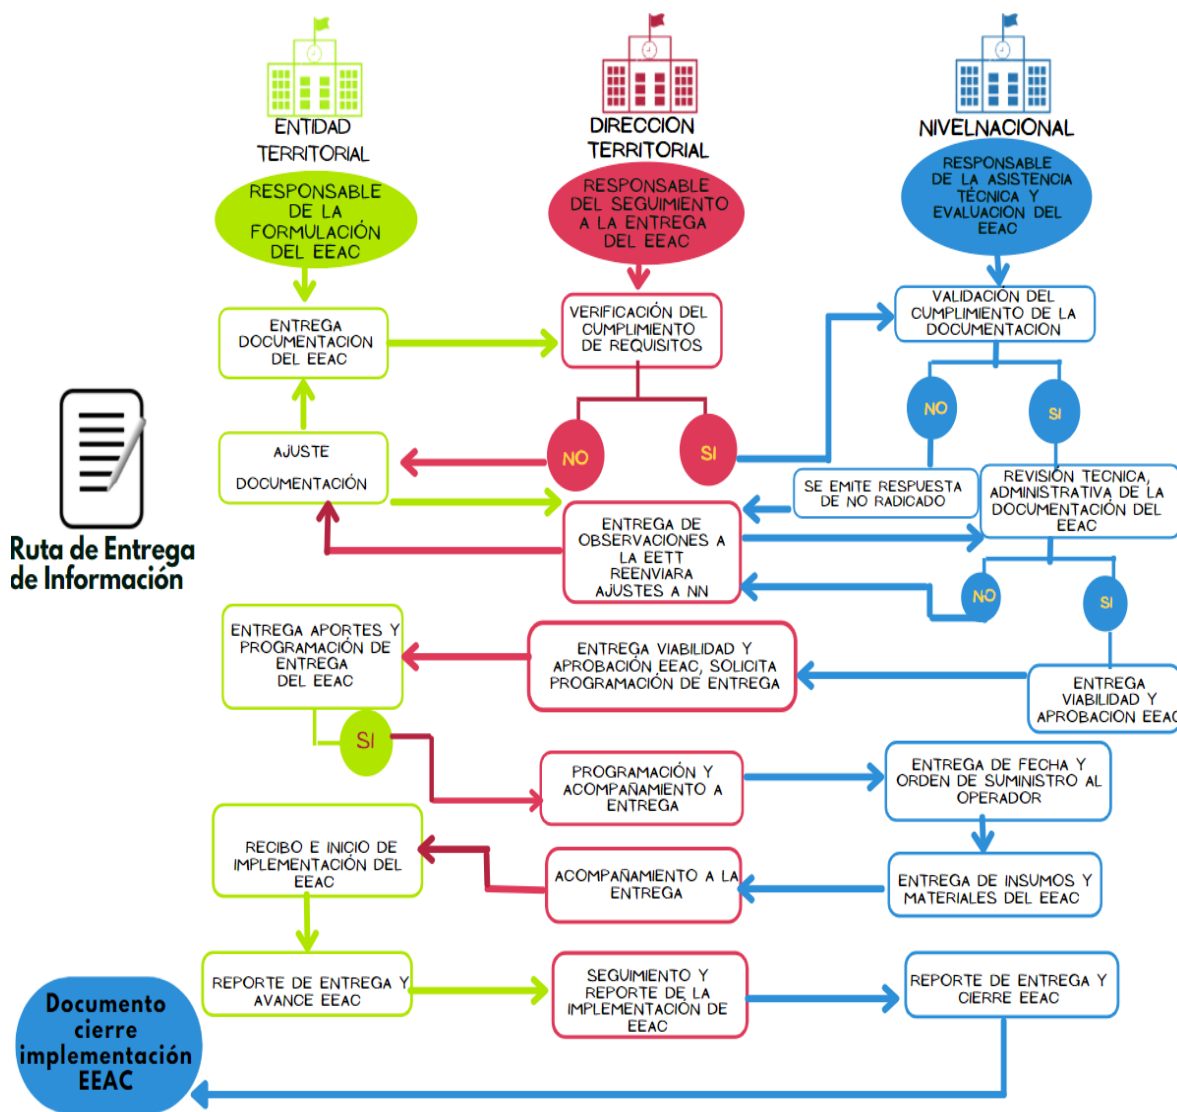 ENTIDAD
TERRITORIAL
DIRECCION
TERRITORIAL
NIVELNACIONAL
RESPONSABLE
DE LA
FORMULACIÓN
DEL EEAC
RESPONSABLE
DEL SEGUIMIENTO
A LA ENTREGA
DEL EEAC
RESPONSABLE
DE LA ASISTENCIA
TÉCNICA Y
EVALUACION DEL
EEAC
ENTREGA
DOCUMENTACION
DEL EEAC
VERIFICACIÓN DEL
CUMPLIMIENTO
DE REQUISITOS
VALIDACIÓN DEL
CUMPLIMIENTO DE LA
DOCUMENTACION
NO
SI
NO
SI
AJUSTE
DOCUMENTACIÓN
SE EMITE RESPUESTA
DE NO RADICADO
REVISIÓN TECNICA,
ADMINISTRATIVA DE LA
DOCUMENTACIÓN DEL
EEAC
ENTREGA DE
OBSERVACIONES A
LA EETT
REENVIARA
AJUSTES A NN
Ruta de Entrega
de Información
NO
SI
ENTREGA APORTES Y
PROGRAMACIÓN DE
ENTREGA
DEL EEAC
ENTREGA VIABILIDAD Y
APROBACIÓN EEAC, SOLICITA
PROGRAMACIÓN DE ENTREGA
ENTREGA
VIABILIDAD Y
APROBACION EEAC
SI
PROGRAMACIÓN Y
ACOMPAÑAMIENTO A
ENTREGA
ENTREGA DE FECHA Y
ORDEN DE SUMINISTRO AL
OPERADOR
RECIBO E INICIO DE
IMPLEMENTACIÓN DEL
EEAC
ACOMPAÑAMIENTO A LA
ENTREGA
ENTREGA DE INSUMOS Y
MATERIALES DEL EEAC
REPORTE DE ENTREGA Y
AVANCE EEAC
SEGUIMIENTO Y
REPORTE DE LA
IMPLEMENTACIÓN DE
EEAC
REPORTE DE ENTREGA Y
CIERRE EEAC
Documento
cierre
implementación
EEAC